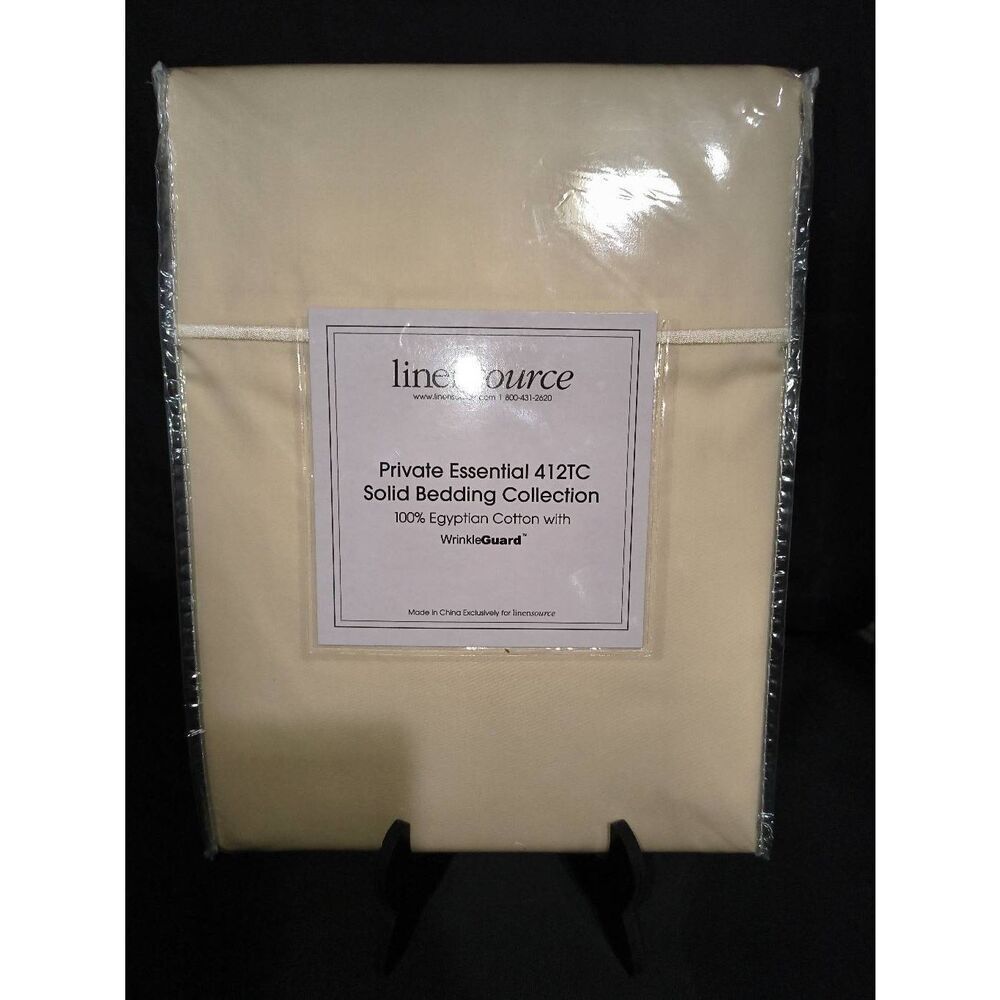 linensource
www.linensource.com 1 800-431-2620
Private Essential 412TC
Solid Bedding Collection
100% Egyptian Cotton with
WrinkleGuard™
Made in China Exclusively for linensource